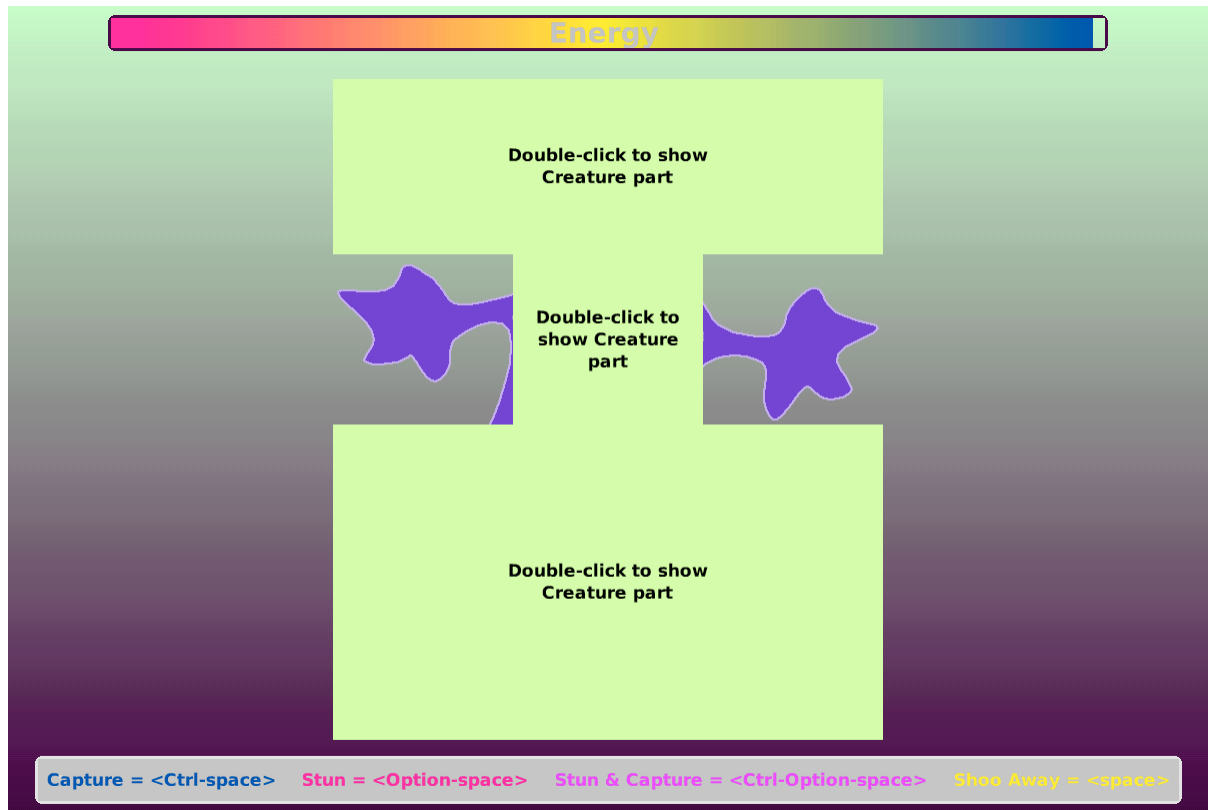 Energy
Double-click to show
Creature part
Double-click to
show Creature
part
Double-click to show
Creature part
Capture = <Ctrl-space> Stun = <Option-space> Stun & Capture = <Ctrl-Option-space> Shoo Away = <space>